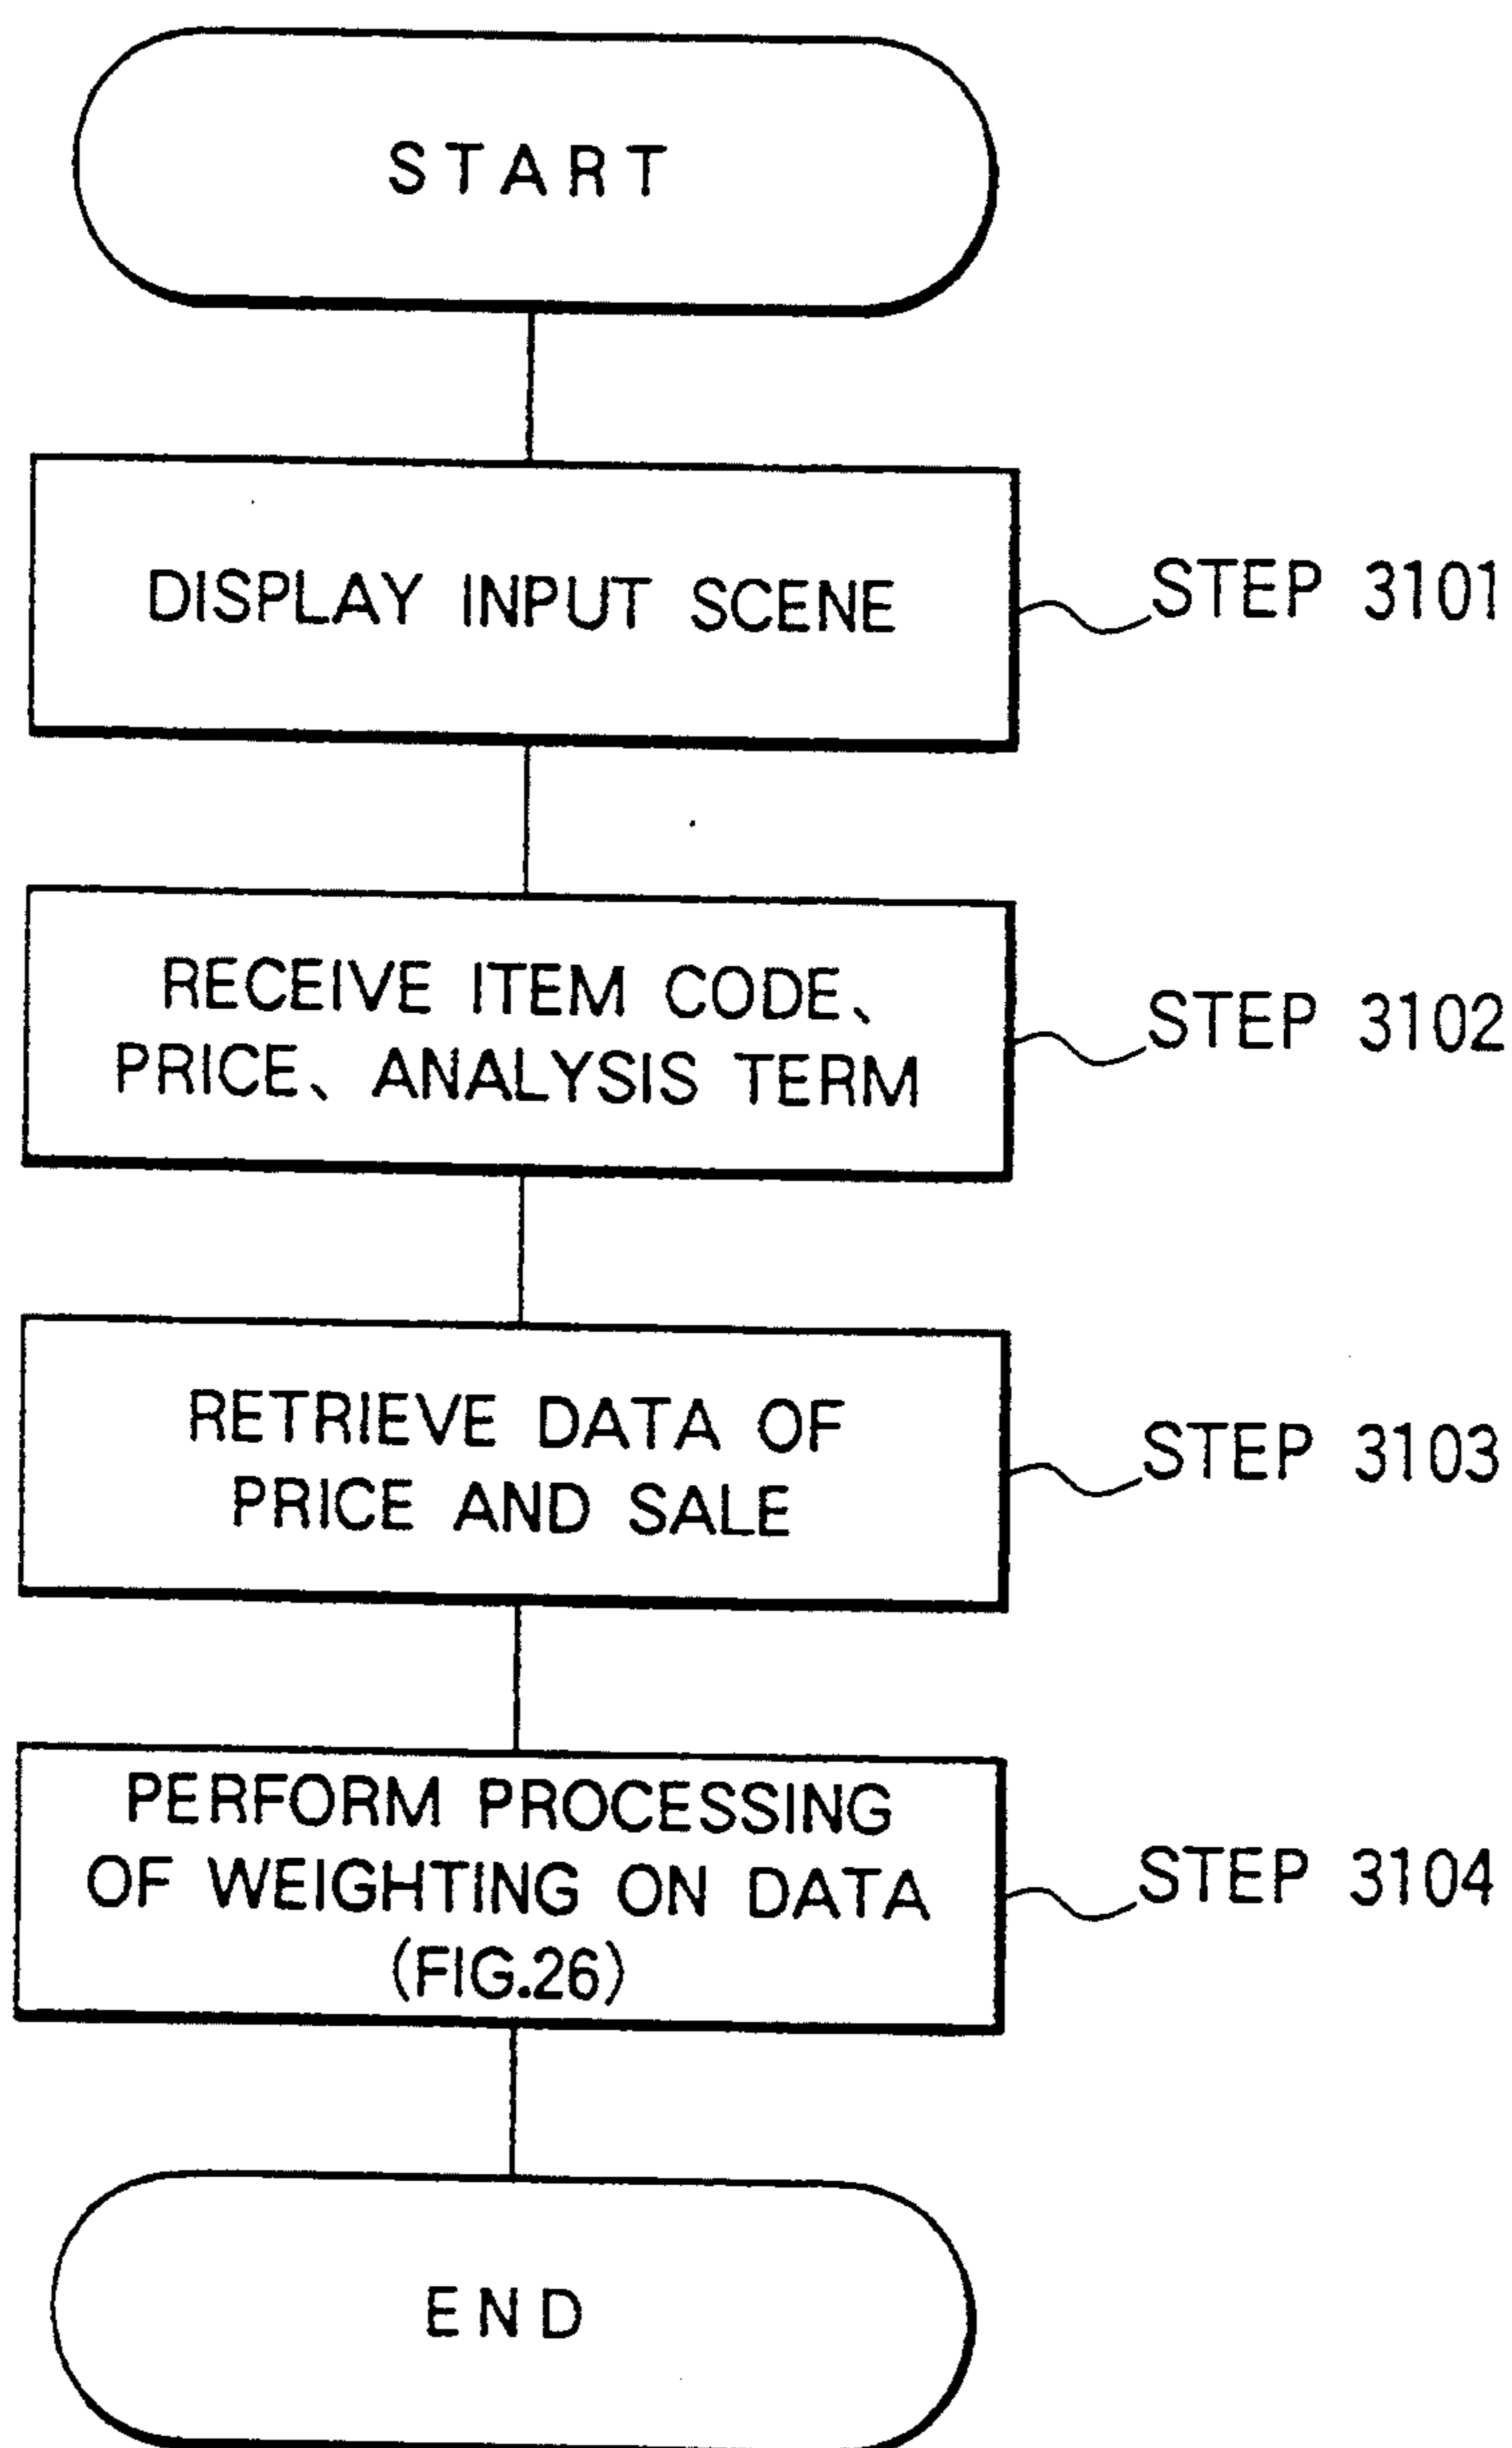 START
DISPLAY INPUT SCENE
STEP 3101
RECEIVE ITEM CODE、
PRICE、ANALYSIS TERM
STEP 3102
RETRIEVE DATA OF
PRICE AND SALE
STEP 3103
PERFORM PROCESSING
OF WEIGHTING ON DATA
(FIG.26)
STEP 3104
END